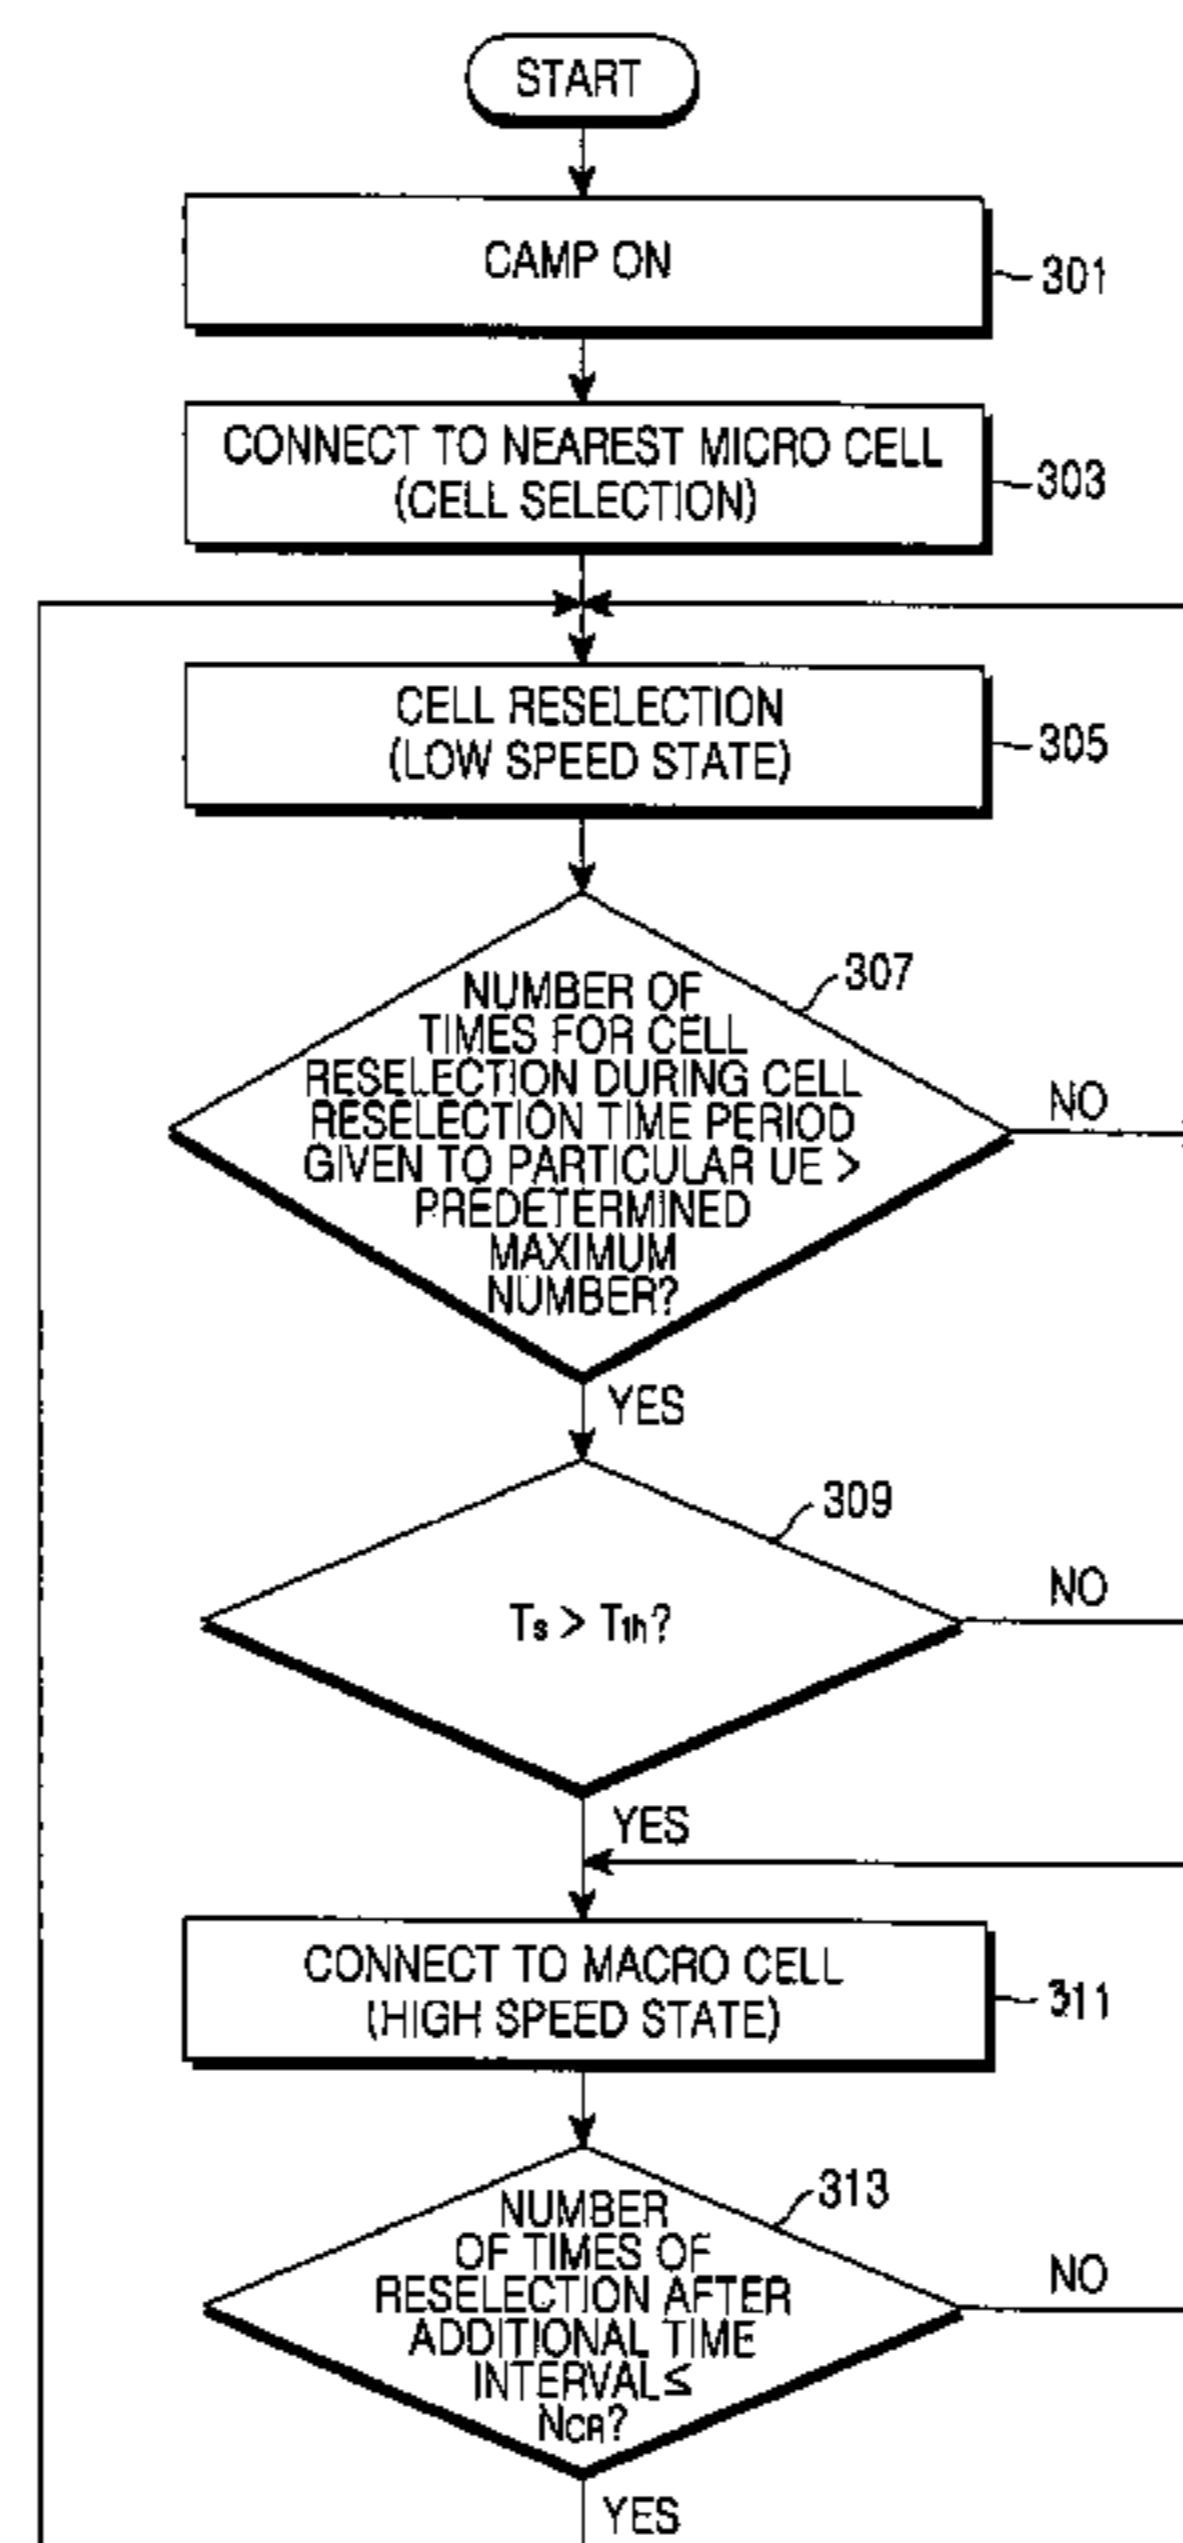 START
CAMP ON
301
CONNECT TO NEAREST MICRO CELL
(CELL SELECTION)
303
CELL RESELECTION
(LOW SPEED STATE)
305
NUMBER OF
TIMES FOR CELL
RESELECTION DURING CELL
RESELECTION TIME PERIOD
GIVEN TO PARTICULAR UE >
PREDETERMINED
MAXIMUM
NUMBER?
307
NO
YES
Ts > Tth?
309
NO
YES
CONNECT TO MACRO CELL
(HIGH SPEED STATE)
311
NUMBER
OF TIMES OF
RESELECTION AFTER
ADDITIONAL TIME
INTERVAL≤
NCR?
313
NO
YES